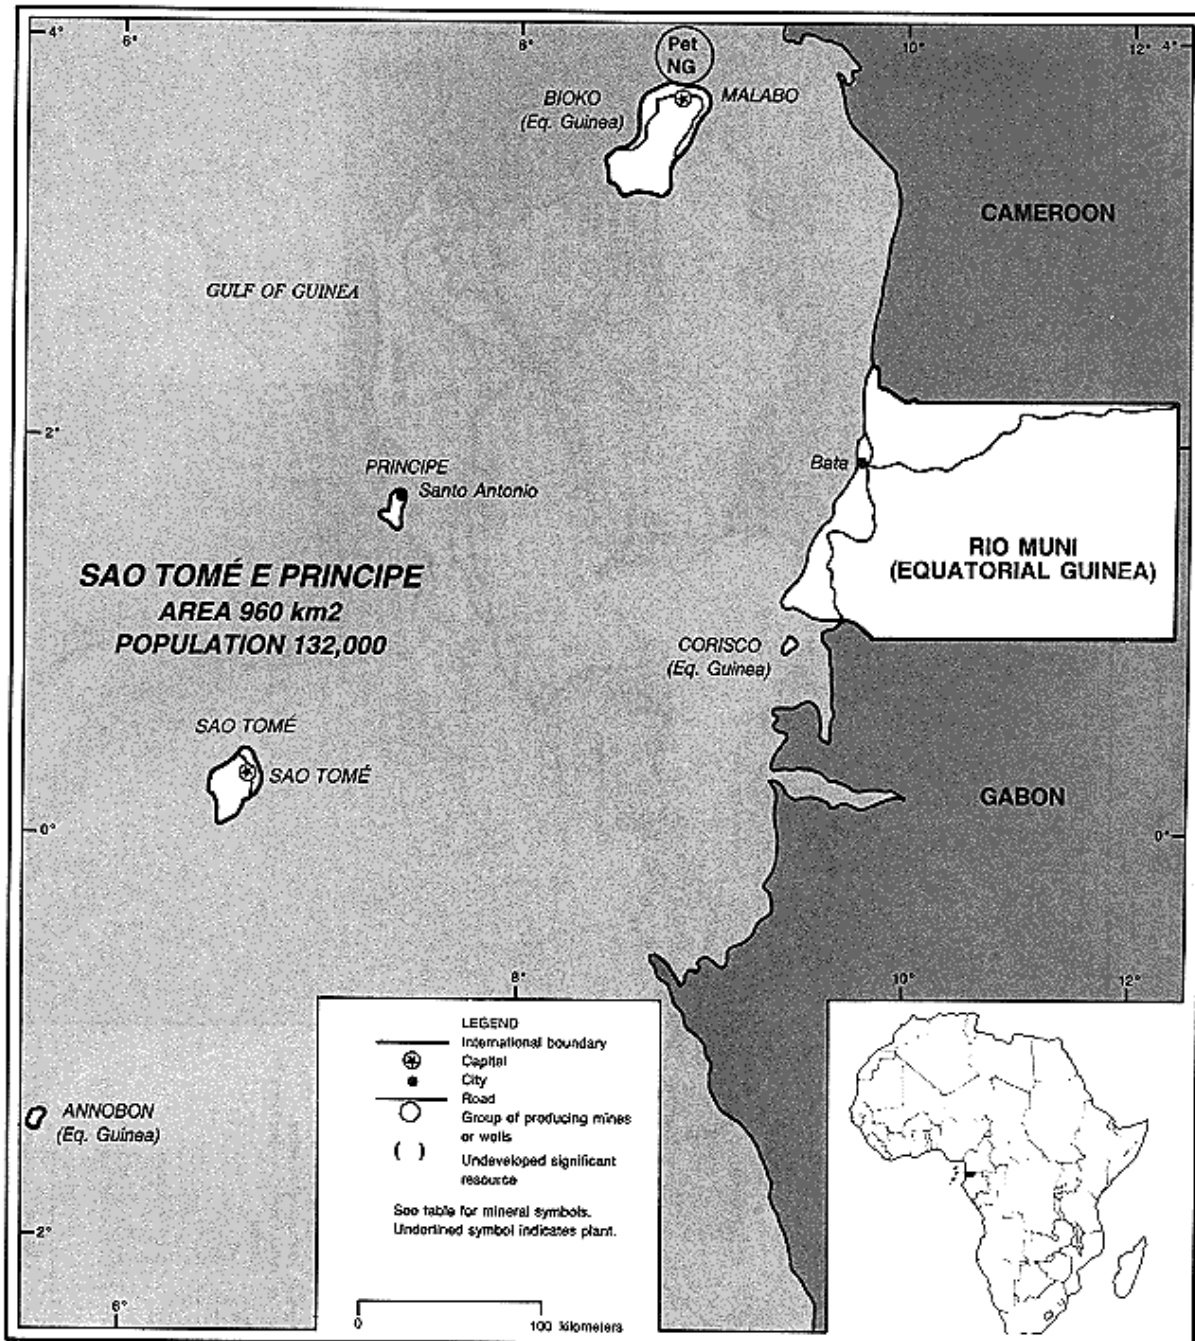 4°
6°
8°
10°
12°
4°
Pet
NG
BIOKO
(Eq. Guinea)
MALABO
CAMEROON
GULF OF GUINEA
2°
PRINCIPE
Santo Antonio
Bata
RIO MUNI
(EQUATORIAL GUINEA)
SAO TOMÉ E PRINCIPE
AREA 960 km2
POPULATION 132,000
CORISCO
(Eq. Guinea)
SAO TOMÉ
SAO TOMÉ
GABON
0°
0°
8°
10°
12°
LEGEND
International boundary
Capital
City
Road
Group of producing mines
or wells
Undeveloped significant
resource
See table for mineral symbols.
Underlined symbol indicates plant.
0
100 kilometers
ANNOBON
(Eq. Guinea)
2°
6°